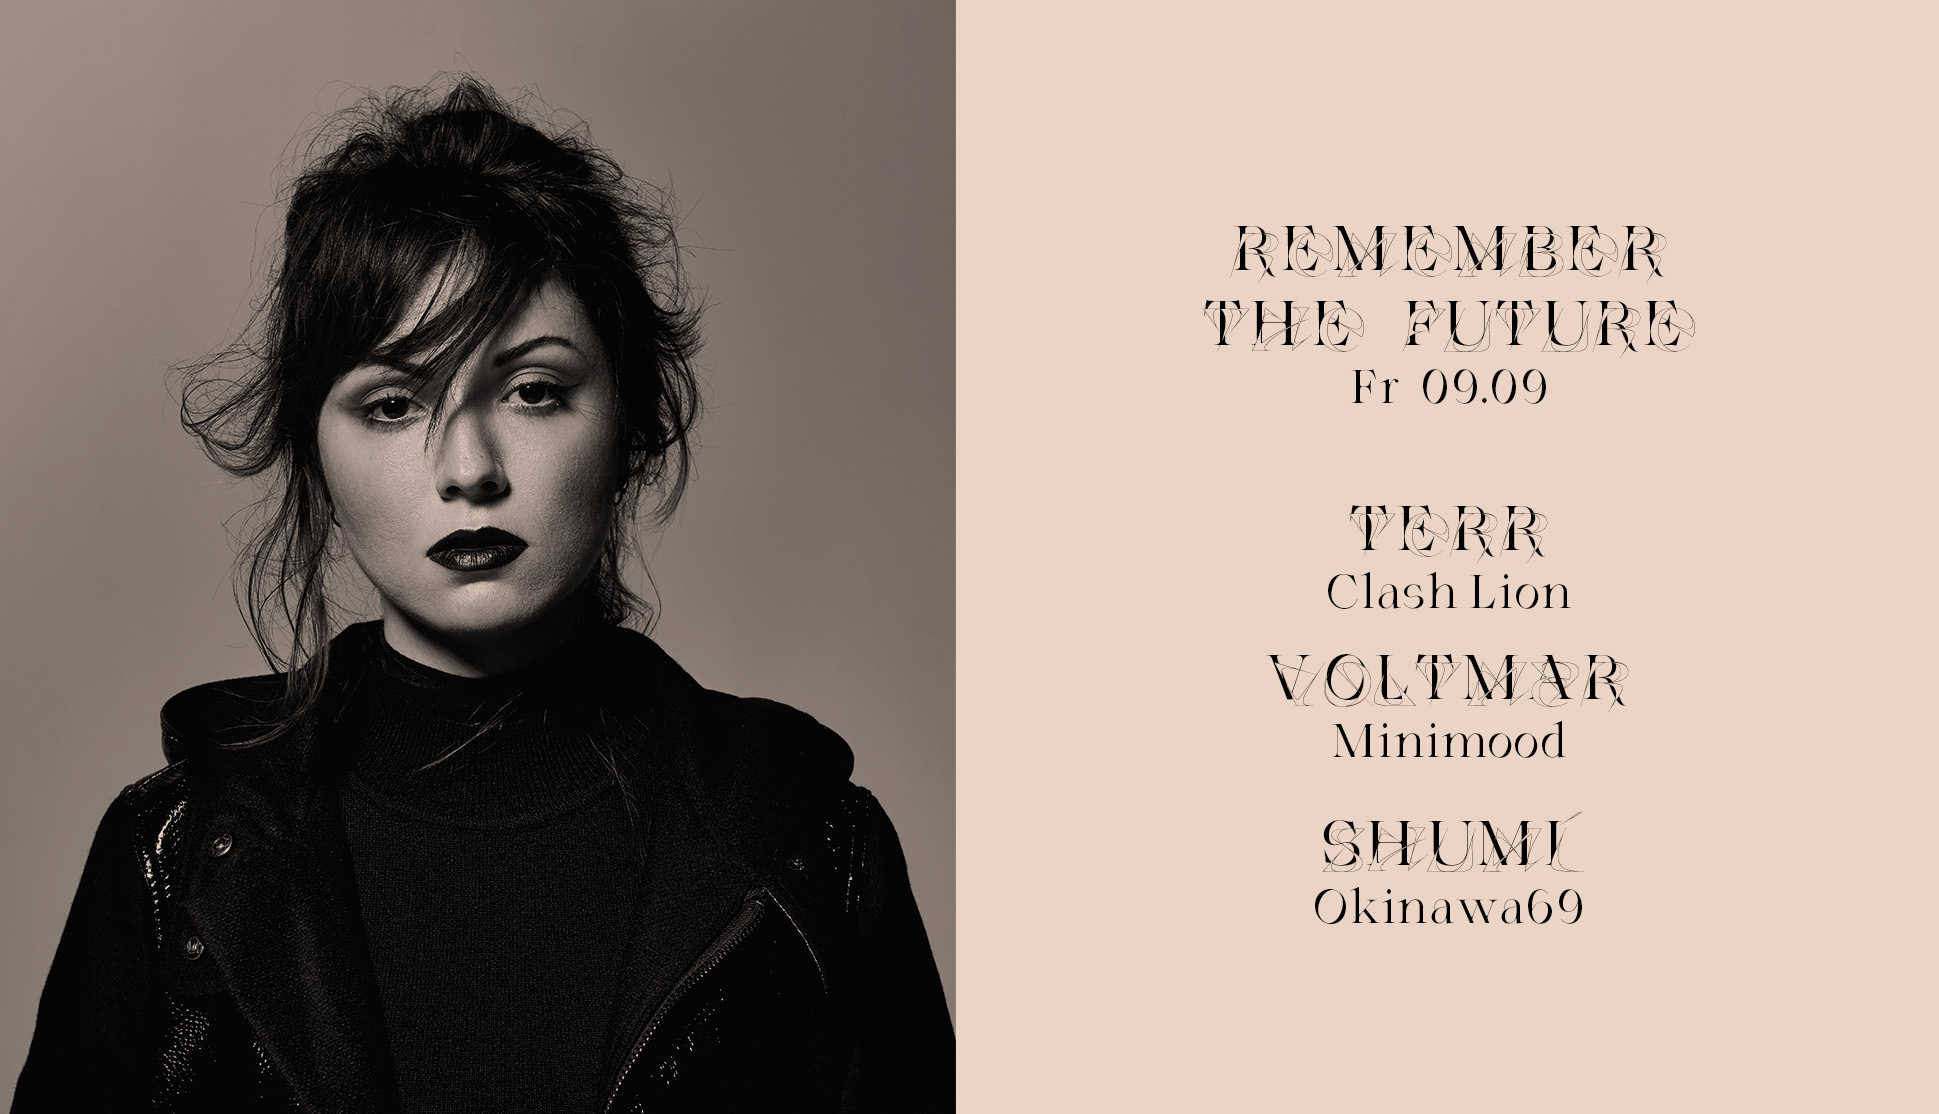 REMEMBER
THE FUTURE
Fr 09.09
TERR
Clash Lion
VOLTMAR
Minimood
SHUMI
Okinawa69